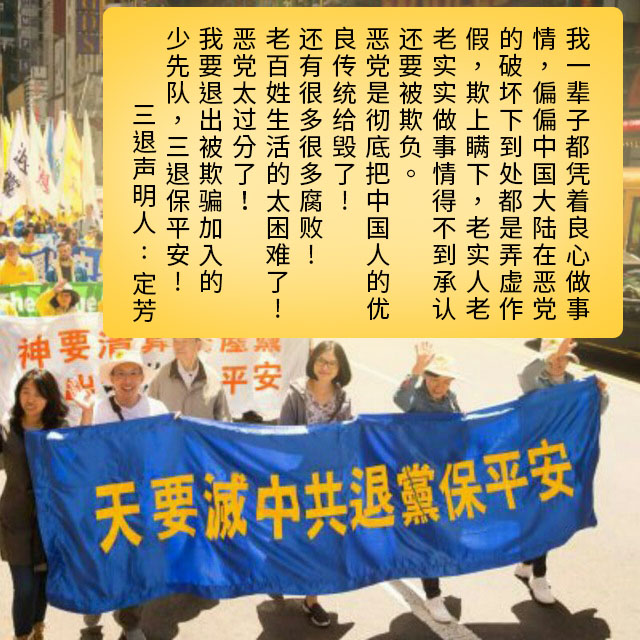 我一辈子都凭着良心做事
情，偏偏中国大陆在恶党
的破坏下到处都是弄虚作
假，欺上瞒下，老实人老
老实实做事情得不到承认
还要被欺负。
恶党是彻底把中国人的优
良传统给毁了！
还有很多很多腐败！
老百姓生活的太困难了！
恶党太过分了！
我要退出被欺骗加入的
少先队，三退保平安！
三退声明人：定芳
神要清算
平安
天要滅中共退黨保平安